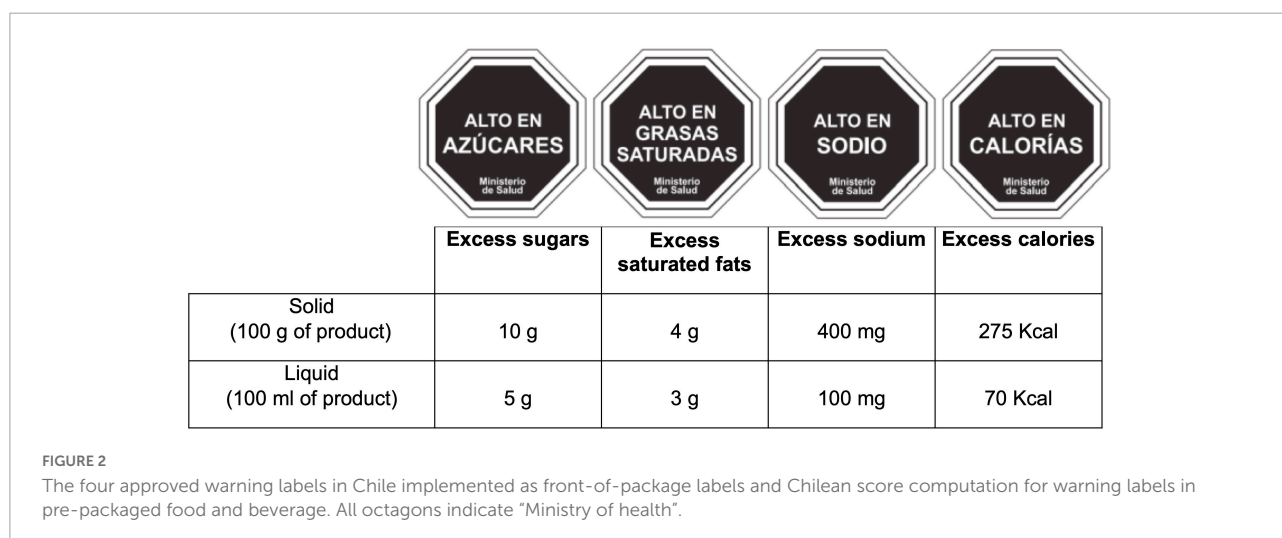 ALTO EN
AZÚCARES
Ministerio
de Salud
ALTO EN
GRASAS
SATURADAS
Ministerio
de Salud
ALTO EN
SODIO
Ministerio
de Salud
ALTO EN
CALORÍAS
Ministerio
de Salud
Excess sugars
Excess
saturated fats
Excess sodium
Excess calories
Solid
(100 g of product)
10 g
4 g
400 mg
275 Kcal
Liquid
(100 ml of product)
5 g
3 g
100 mg
70 Kcal
FIGURE 2
The four approved warning labels in Chile implemented as front-of-package labels and Chilean score computation for warning labels in
pre-packaged food and beverage. All octagons indicate “Ministry of health”.